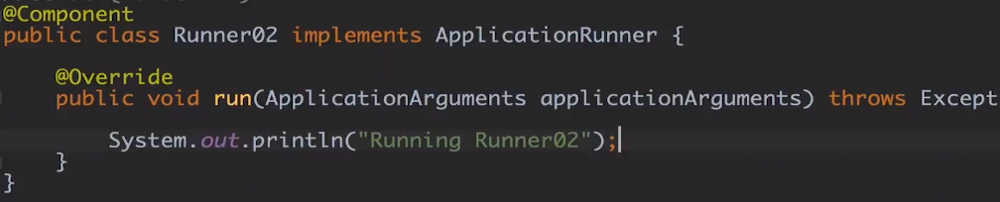 @Component
public class Runner02 implements ApplicationRunner {
@Override
public void run(ApplicationArguments applicationArguments) throws Except
System.out.println("Running Runner02");
}
}